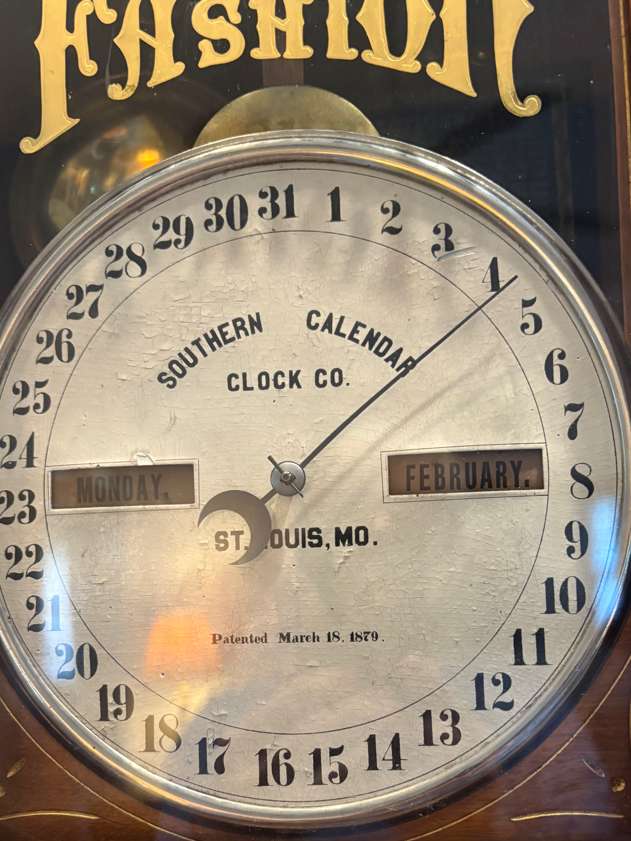 FASHION
31 1 2 3 4 5 6 7 8 9 10 11 12 13 14 15 16 17 18 19 20 21 22 23 24 25 26 27 28 29 30
SOUTHERN CALENDAR
CLOCK CO.
MONDAY. FEBRUARY.
ST. LOUIS, MO.
Patented March 18, 1879.